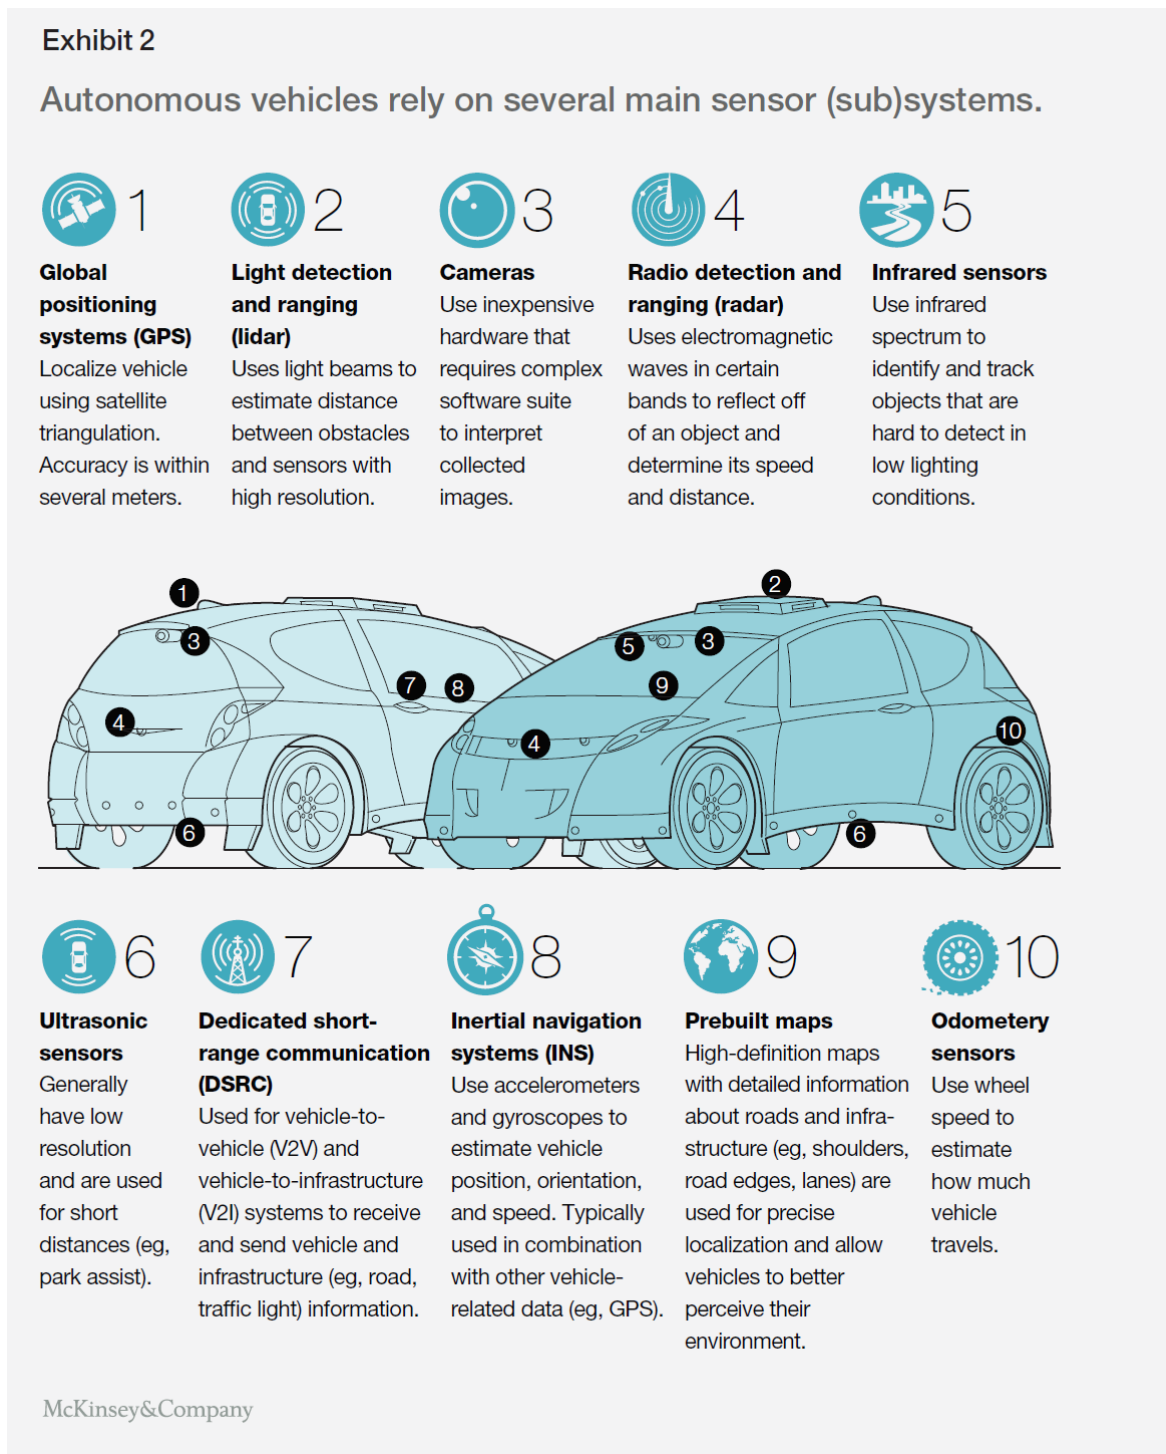 Exhibit 2
Autonomous vehicles rely on several main sensor (sub)systems.
1
Global
positioning
systems (GPS)
Localize vehicle
using satellite
triangulation.
Accuracy is within
several meters.
2
Light detection
and ranging
(lidar)
Uses light beams to
estimate distance
between obstacles
and sensors with
high resolution.
3
Cameras
Use inexpensive
hardware that
requires complex
software suite
to interpret
collected
images.
4
Radio detection and
ranging (radar)
Uses electromagnetic
waves in certain
bands to reflect off
of an object and
determine its speed
and distance.
5
Infrared sensors
Use infrared
spectrum to
identify and track
objects that are
hard to detect in
low lighting
conditions.
1
3
4
7
8
6
2
5
3
9
4
10
6
6
Ultrasonic
sensors
Generally
have low
resolution
and are used
for short
distances (eg,
park assist).
7
Dedicated short-
range communication
(DSRC)
Used for vehicle-to-
vehicle (V2V) and
vehicle-to-infrastructure
(V2I) systems to receive
and send vehicle and
infrastructure (eg, road,
traffic light) information.
8
Inertial navigation
systems (INS)
Use accelerometers
and gyroscopes to
estimate vehicle
position, orientation,
and speed. Typically
used in combination
with other vehicle-
related data (eg, GPS).
9
Prebuilt maps
High-definition maps
with detailed information
about roads and infra-
structure (eg, shoulders,
road edges, lanes) are
used for precise
localization and allow
vehicles to better
perceive their
environment.
10
Odometery
sensors
Use wheel
speed to
estimate
how much
vehicle
travels.
McKinsey&Company